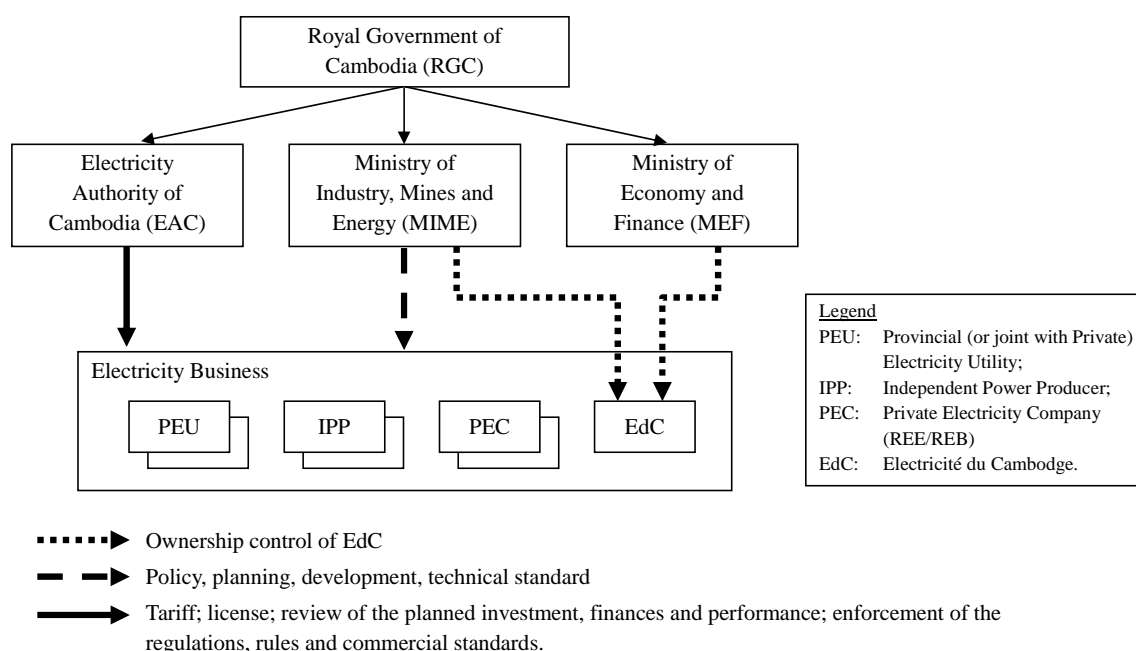 Royal Government of
Cambodia (RGC)
Electricity
Authority of
Cambodia (EAC)
Ministry of
Industry, Mines and
Energy (MIME)
Ministry of
Economy and
Finance (MEF)
Legend
PEU: Provincial (or joint with Private)
Electricity Utility;
IPP: Independent Power Producer;
PEC: Private Electricity Company
(REE/REB)
EdC: Electricité du Cambodge.
Electricity Business
PEU
IPP
PEC
EdC
Ownership control of EdC
Policy, planning, development, technical standard
Tariff; license; review of the planned investment, finances and performance; enforcement of the
regulations, rules and commercial standards.